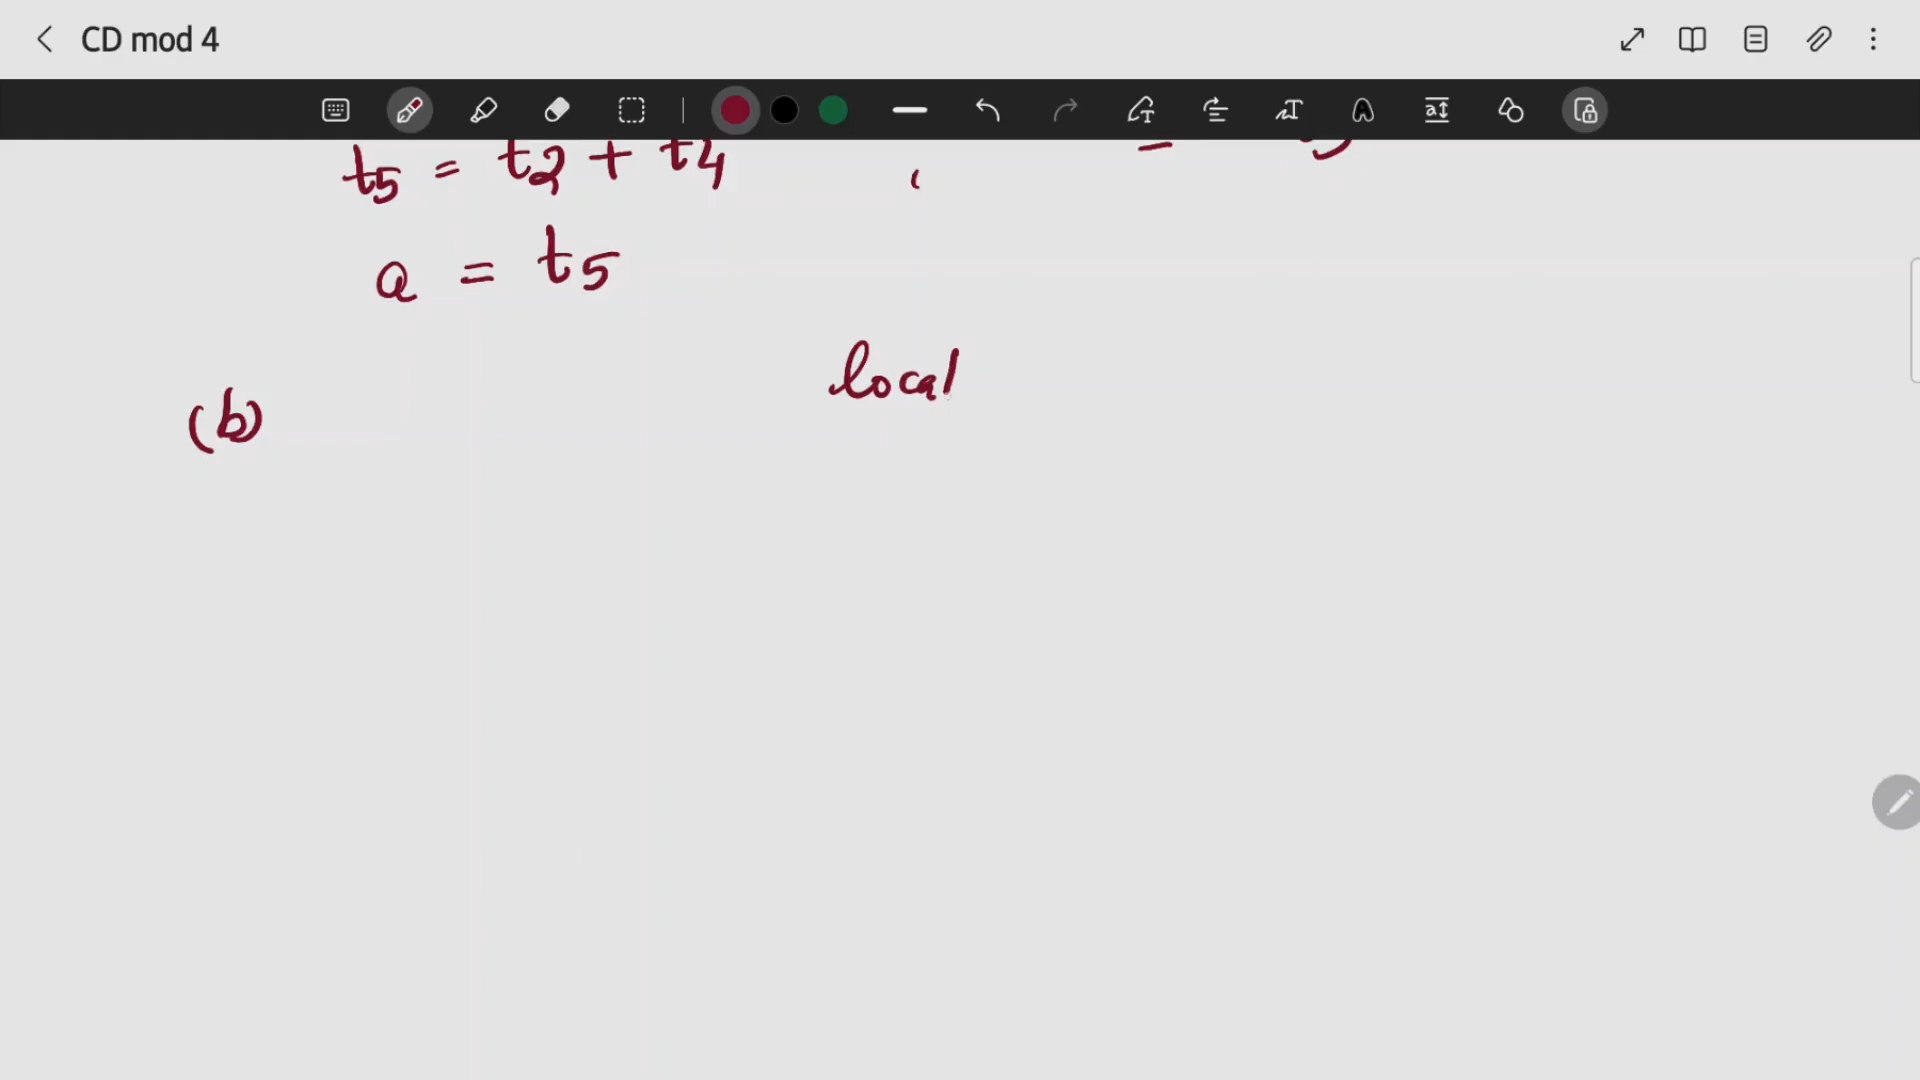 CD mod 4
t5 = t2 + t4
a = t5
local
(b)